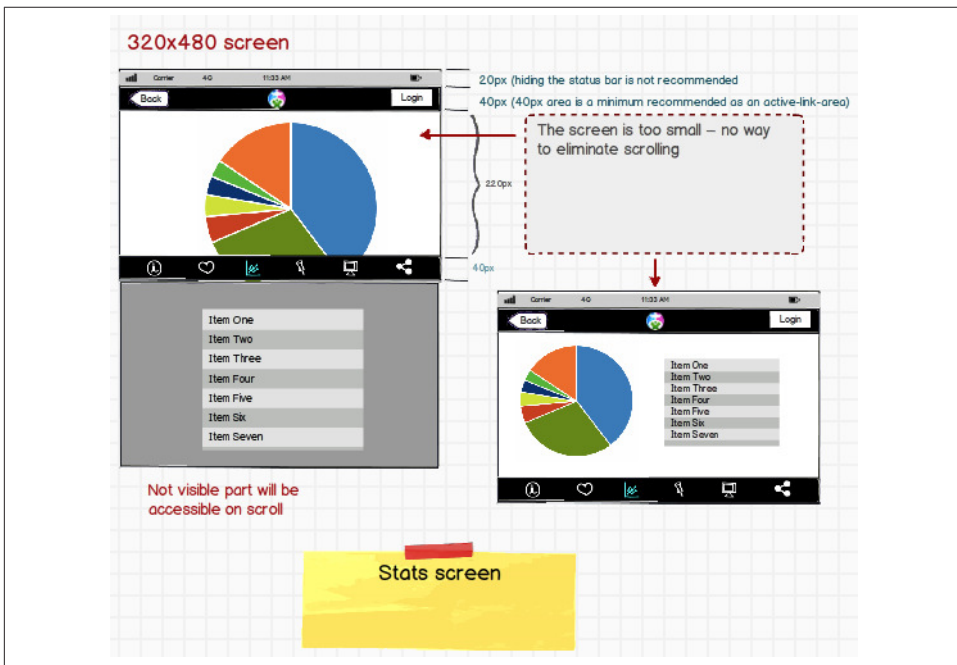 320x480 screen
Carrier 4G 11:33 AM
Back Login
20px (hiding the status bar is not recommended
40px (40px area is a minimum recommended as an active-link-area)
The screen is too small – no way
to eliminate scrolling
220px
40px
Item One
Item Two
Item Three
Item Four
Item Five
Item Six
Item Seven
Not visible part will be
accessible on scroll
Carrier 4G 11:33 AM
Back Login
Item One
Item Two
Item Three
Item Four
Item Five
Item Six
Item Seven
Stats screen